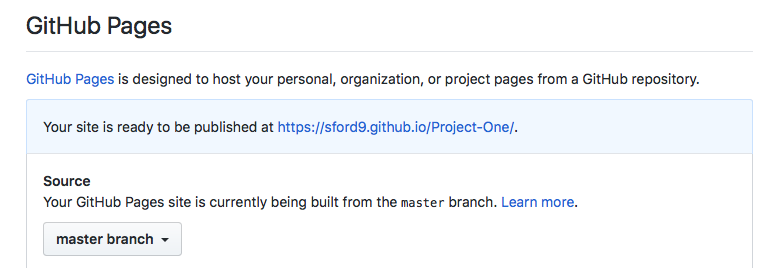 GitHub Pages
GitHub Pages is designed to host your personal, organization, or project pages from a GitHub repository.
Your site is ready to be published at https://sford9.github.io/Project-One/.
Source
Your GitHub Pages site is currently being built from the master branch. Learn more.
master branch